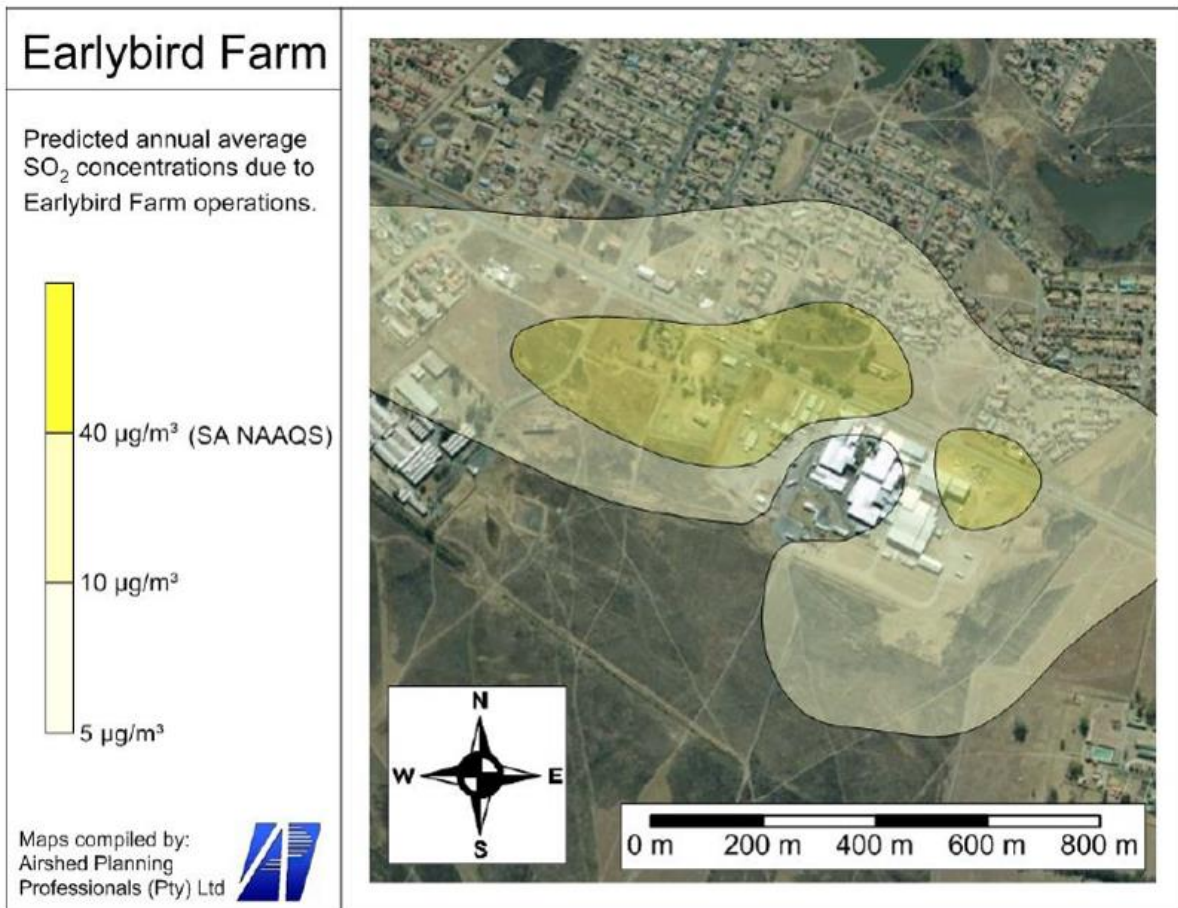 Earlybird Farm
Predicted annual average
SO₂ concentrations due to
Earlybird Farm operations.
40 µg/m³ (SA NAAQS)
10 µg/m³
5 µg/m³
Maps compiled by:
Airshed Planning
Professionals (Pty) Ltd
N
W E
S
0 m 200 m 400 m 600 m 800 m